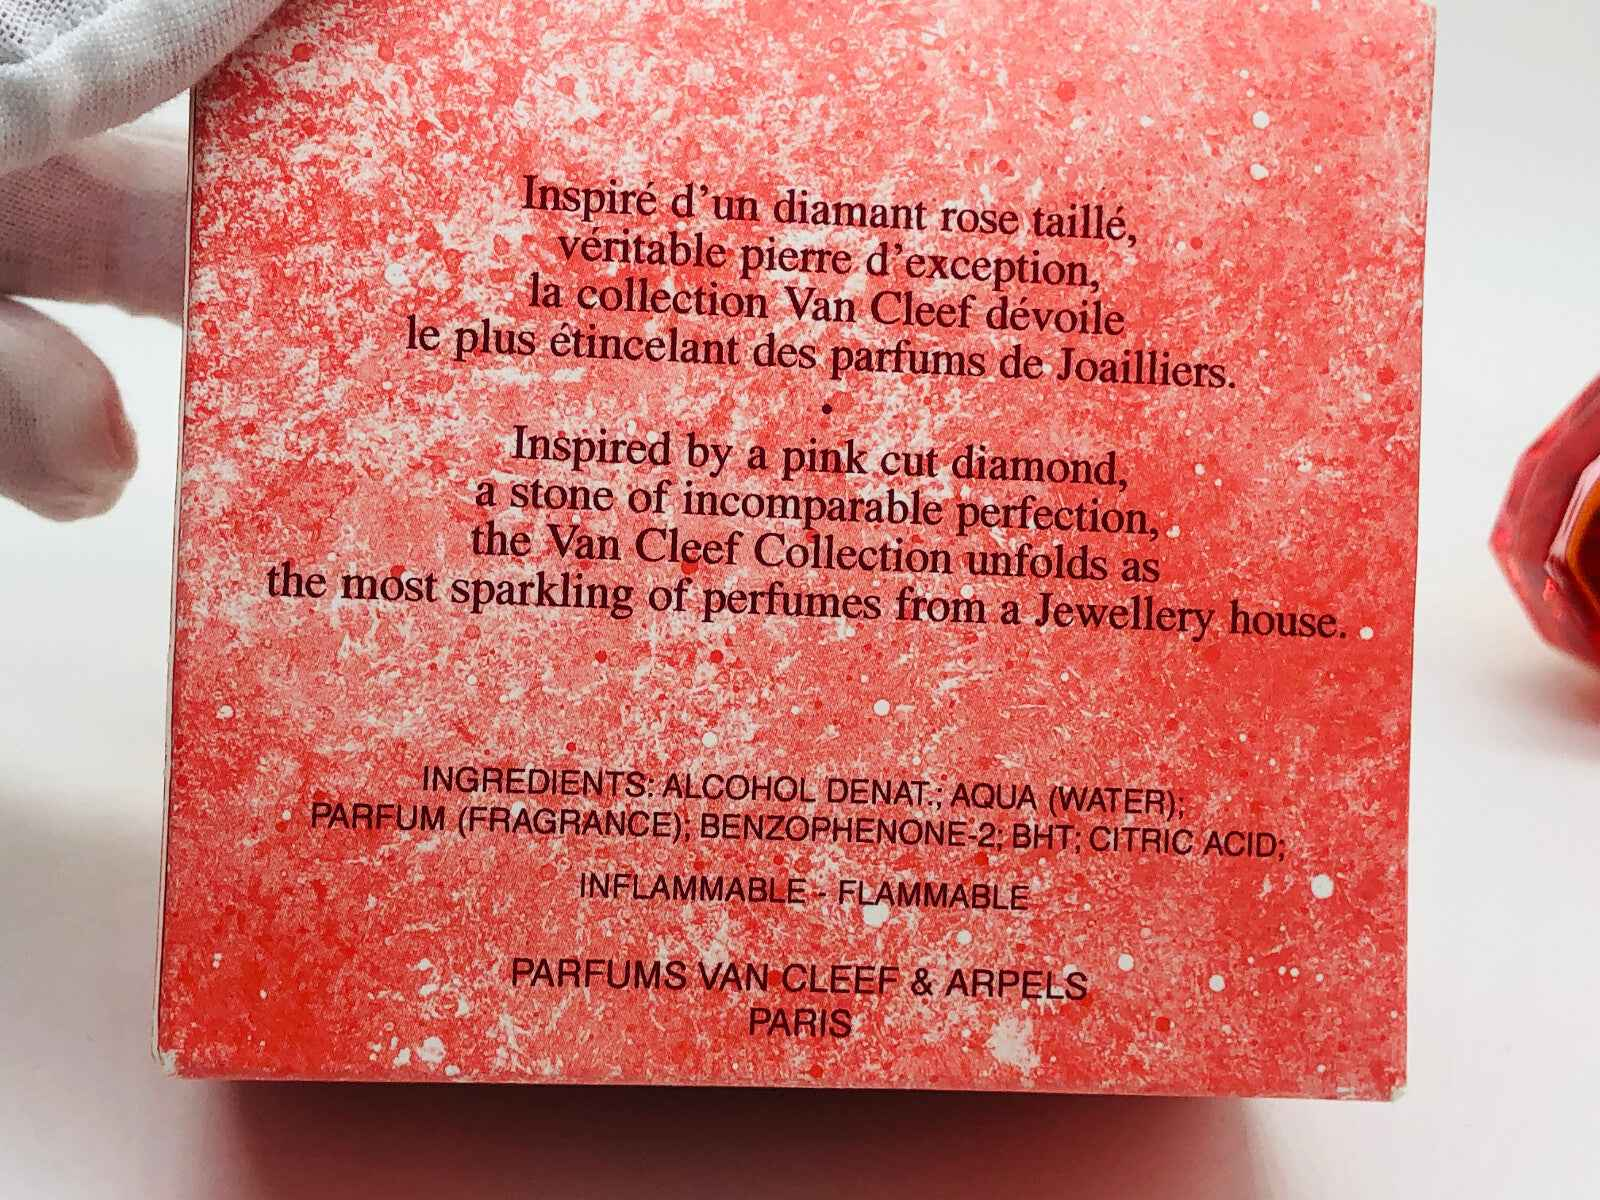 Inspiré d'un diamant rose taillé,
véritable pierre d'exception,
la collection Van Cleef dévoile
le plus étincelant des parfums de Joailliers.
•
Inspired by a pink cut diamond,
a stone of incomparable perfection,
the Van Cleef Collection unfolds as
the most sparkling of perfumes from a Jewellery house.
INGREDIENTS: ALCOHOL DENAT.; AQUA (WATER);
PARFUM (FRAGRANCE); BENZOPHENONE-2; BHT; CITRIC ACID;
INFLAMMABLE - FLAMMABLE
PARFUMS VAN CLEEF & ARPELS
PARIS